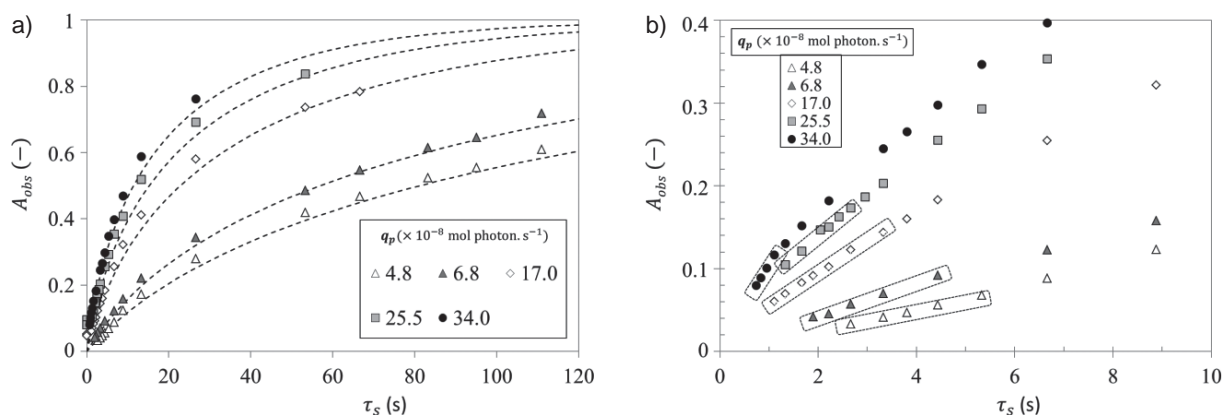 a)
1
0.8
0.6
0.4
0.2
0
A_obs (−)
q_p (× 10⁻⁸ mol photon. s⁻¹)
4.8 6.8 17.0
25.5 34.0
0 20 40 60 80 100 120
τ_s (s)
b)
0.4
0.3
0.2
0.1
0
A_obs (−)
q_p (× 10⁻⁸ mol photon. s⁻¹)
4.8
6.8
17.0
25.5
34.0
0 2 4 6 8 10
τ_s (s)